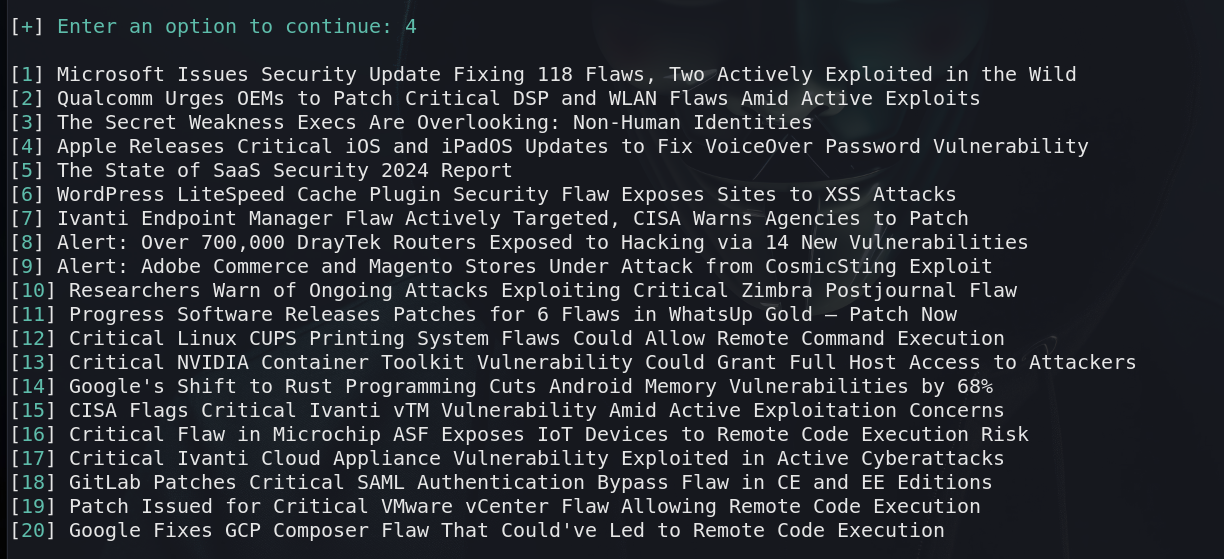 [+] Enter an option to continue: 4
[1] Microsoft Issues Security Update Fixing 118 Flaws, Two Actively Exploited in the Wild
[2] Qualcomm Urges OEMs to Patch Critical DSP and WLAN Flaws Amid Active Exploits
[3] The Secret Weakness Execs Are Overlooking: Non-Human Identities
[4] Apple Releases Critical iOS and iPadOS Updates to Fix VoiceOver Password Vulnerability
[5] The State of SaaS Security 2024 Report
[6] WordPress LiteSpeed Cache Plugin Security Flaw Exposes Sites to XSS Attacks
[7] Ivanti Endpoint Manager Flaw Actively Targeted, CISA Warns Agencies to Patch
[8] Alert: Over 700,000 DrayTek Routers Exposed to Hacking via 14 New Vulnerabilities
[9] Alert: Adobe Commerce and Magento Stores Under Attack from CosmicSting Exploit
[10] Researchers Warn of Ongoing Attacks Exploiting Critical Zimbra Postjournal Flaw
[11] Progress Software Releases Patches for 6 Flaws in WhatsUp Gold – Patch Now
[12] Critical Linux CUPS Printing System Flaws Could Allow Remote Command Execution
[13] Critical NVIDIA Container Toolkit Vulnerability Could Grant Full Host Access to Attackers
[14] Google's Shift to Rust Programming Cuts Android Memory Vulnerabilities by 68%
[15] CISA Flags Critical Ivanti vTM Vulnerability Amid Active Exploitation Concerns
[16] Critical Flaw in Microchip ASF Exposes IoT Devices to Remote Code Execution Risk
[17] Critical Ivanti Cloud Appliance Vulnerability Exploited in Active Cyberattacks
[18] GitLab Patches Critical SAML Authentication Bypass Flaw in CE and EE Editions
[19] Patch Issued for Critical VMware vCenter Flaw Allowing Remote Code Execution
[20] Google Fixes GCP Composer Flaw That Could've Led to Remote Code Execution